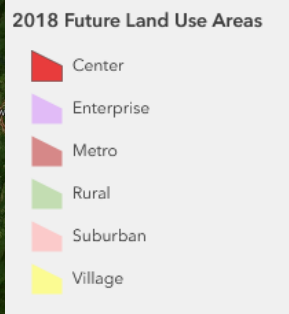 2018 Future Land Use Areas
Center
Enterprise
Metro
Rural
Suburban
Village